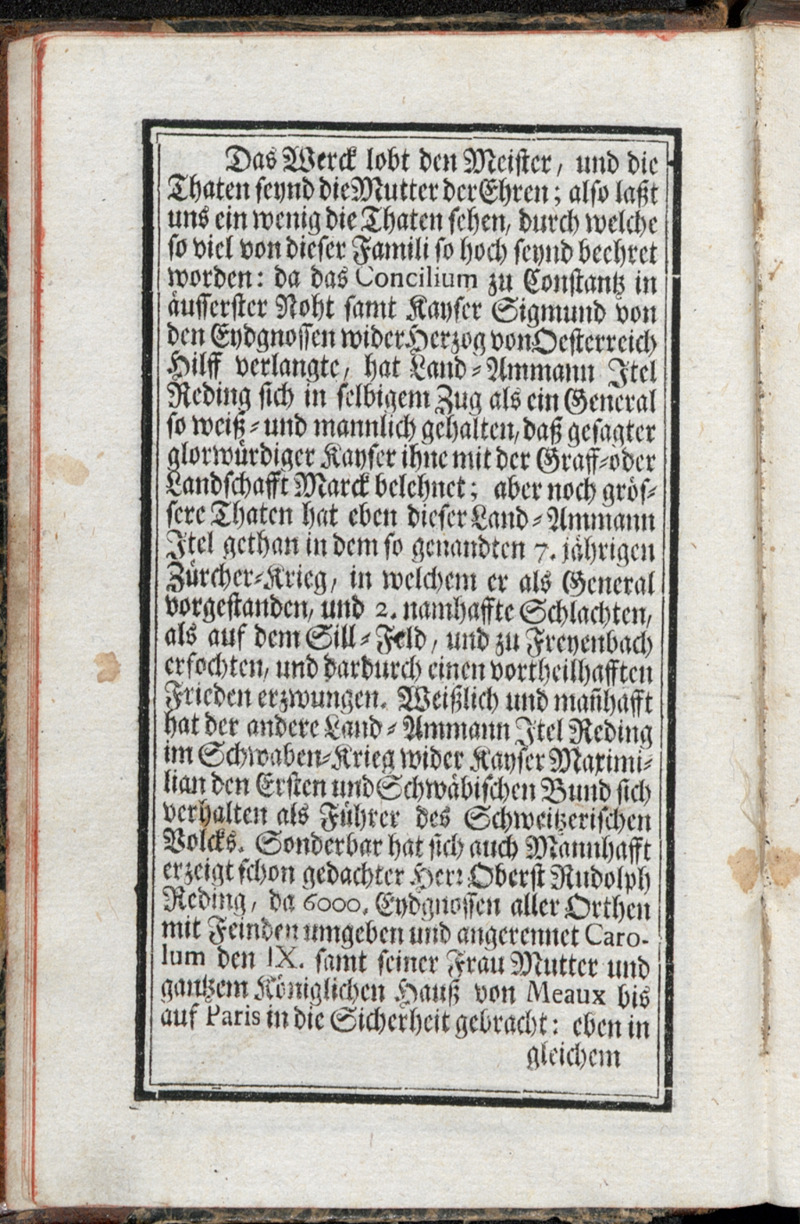 Das Werck lobt den Meister, und die
Thaten seynd die Mutter der Ehren; also laßt
uns ein wenig die Thaten sehen, durch welche
so viel von dieser Famili so hoch seynd beehret
worden: da das Concilium zu Constantz in
äusserster Noht samt Kayser Sigmund von
den Eydgnossen wider Herzog von Oesterreich
Hilff verlangte, hat Land-Ammann Itel
Reding sich in selbigem Zug als ein General
so weiß- und mannlich gehalten, daß gesagter
glorwürdiger Kayser ihne mit der Graff- oder
Landschafft Marck belehnet; aber noch grös-
sere Thaten hat eben dieser Land-Ammann
Itel gethan in dem so genandten 7. jährigen
Zürcher-Krieg, in welchem er als General
vorgestanden, und 2. namhaffte Schlachten,
als auf dem Sill-Feld, und zu Freyenbach
erfochten, und dardurch einen vortheilhafften
Frieden erzwungen. Weißlich und mañhafft
hat der andere Land-Ammann Itel Reding
im Schwaben-Krieg wider Kayser Maximi-
lian den Ersten und Schwäbischen Bund sich
verhalten als Führer des Schweitzerischen
Volcks. Sonderbar hat sich auch Mannhafft
erzeigt schon gedachter Herr Oberst Rudolph
Reding, da 6000. Eydgnossen aller Orthen
mit Feinden umgeben und angerennet Caro-
lum den IX. samt seiner Frau Mutter und
gantzem Königlichen Hauß von Meaux bis
auf Paris in die Sicherheit gebracht: eben in
gleichem